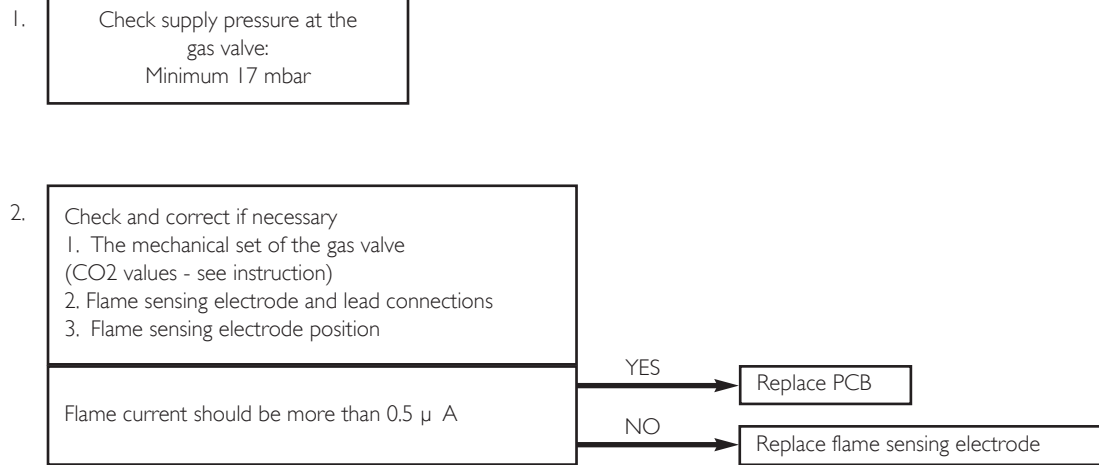 1.
Check supply pressure at the
gas valve:
Minimum 17 mbar
2.
Check and correct if necessary
1. The mechanical set of the gas valve
(CO2 values - see instruction)
2. Flame sensing electrode and lead connections
3. Flame sensing electrode position
Flame current should be more than 0.5 µ A
YES
Replace PCB
NO
Replace flame sensing electrode